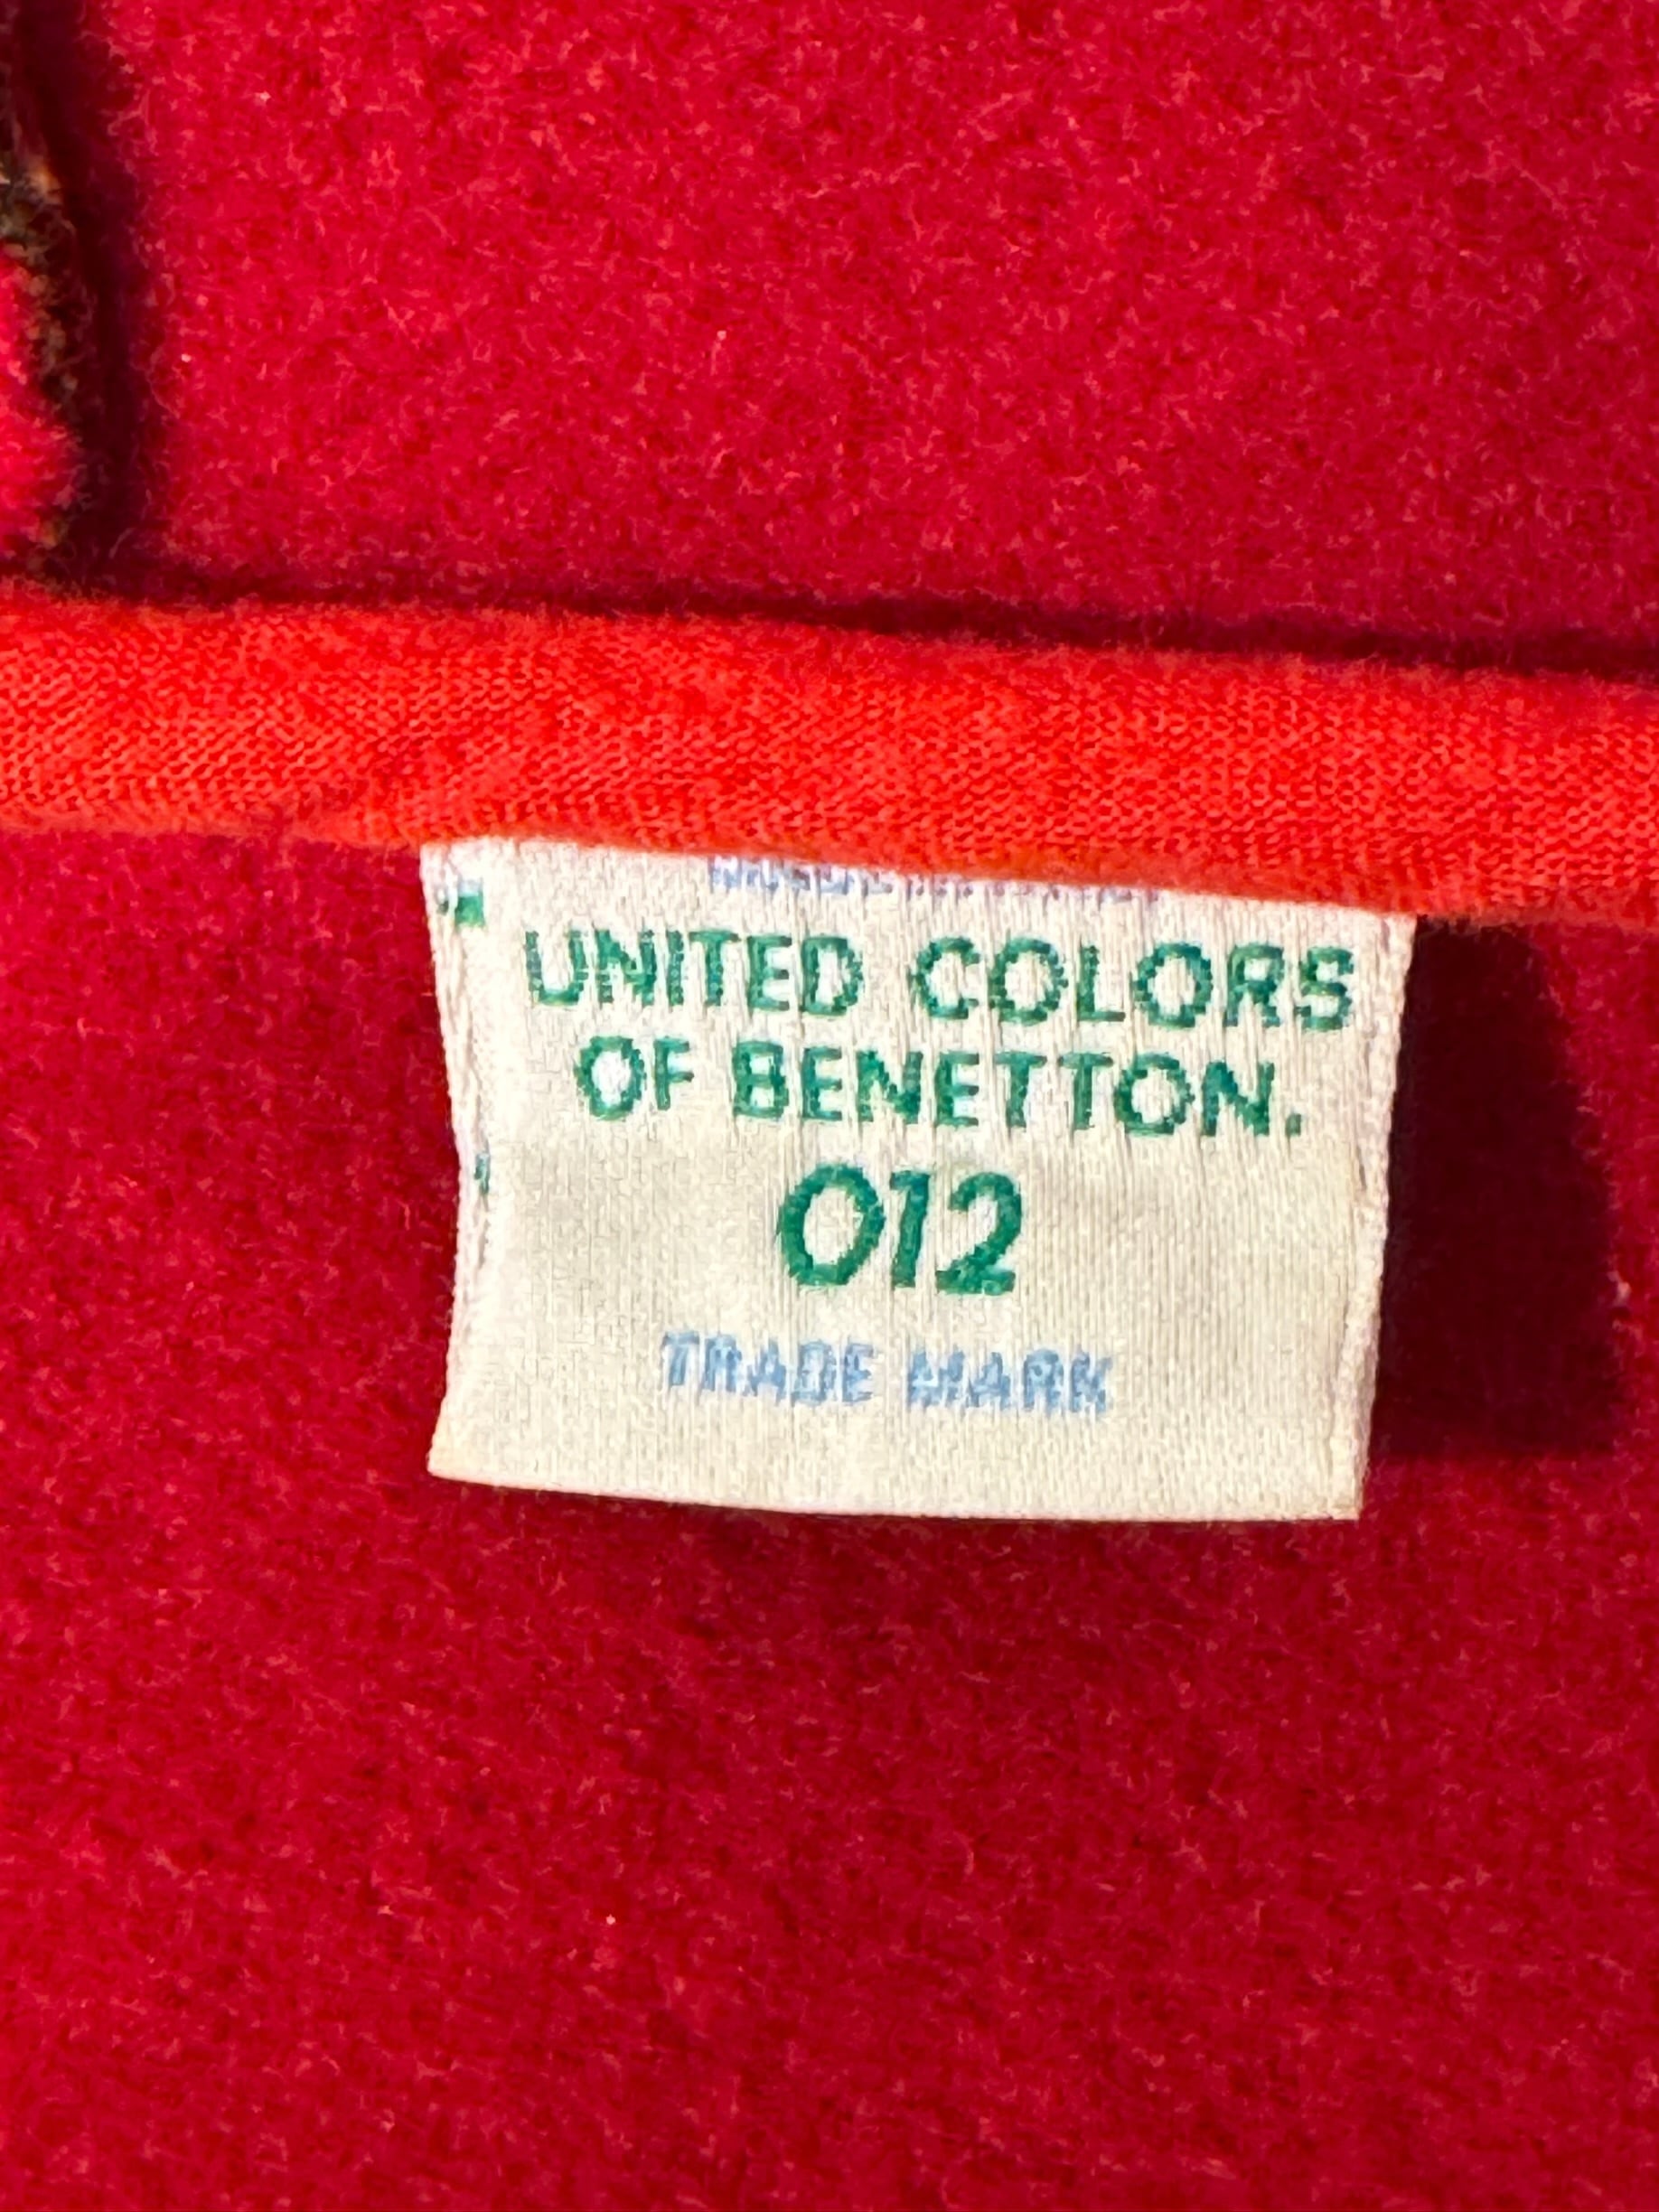 UNITED COLORS
OF BENETTON.
012
TRADE MARK